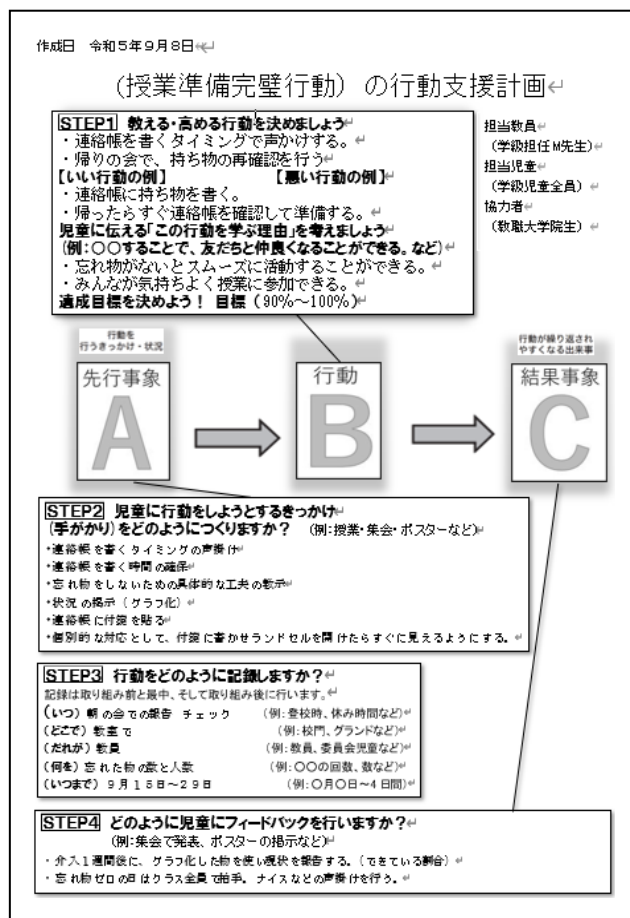 作成日　令和５年９月８日
(授業準備完璧行動）の行動支援計画
STEP1　教える・高める行動を決めましょう
・連絡帳を書くタイミングで声かけする。
・帰りの会で、持ち物の再確認を行う
【いい行動の例】　【悪い行動の例】
・連絡帳に持ち物を書く。
・帰ったらすぐ連絡帳を確認して準備する。
児童に伝える「この行動を学ぶ理由」を考えましょう
(例：○○することで、友だちと仲良くなることができる。など)
・忘れ物がないとスムーズに活動することができる。
・みんなが気持ちよく授業に参加できる。
達成目標を決めよう！ 目標（90％～100％）
担当教員
（学級担任M先生）
担当児童
（学級児童全員）
協力者
（教職大学院生）
行動を
行うきっかけ・状況
先行事象
A
行動
B
行動が繰り返され
やすくなる出来事
結果事象
C
STEP2　児童に行動をしようとするきっかけ
(手がかり)をどのようにつくりますか？　(例：授業・集会・ポスターなど)
・連絡帳を書くタイミングの声掛け
・連絡帳を書く時間の確保
・忘れ物をしないための具体的な工夫の教示
・状況の掲示（グラフ化）
・連絡帳に付箋を貼る
・個別的な対応として、付箋に書かせランドセルを開けたらすぐに見えるようにする。
STEP3　行動をどのように記録しますか？
記録は取り組み前と最中、そして取り組み後に行います。
(いつ）朝の会での報告　チェック　（例：登校時、休み時間など）
(どこで）教室で　（例：校門、グランドなど）
(だれが）教員　（例：教員、委員会児童など）
(何を）忘れた物の数と人数　（例：○○の回数、数など）
(いつまで）９月１５日～２９日　（例：○月○日～４日間）
STEP4　どのように児童にフィードバックを行いますか？
(例：集会で発表、ポスターの掲示など)
・介入１週間後に、グラフ化した物を使い現状を報告する。（できている割合）
・忘れ物ゼロの日はクラス全員で拍手。ナイスなどの声掛けを行う。